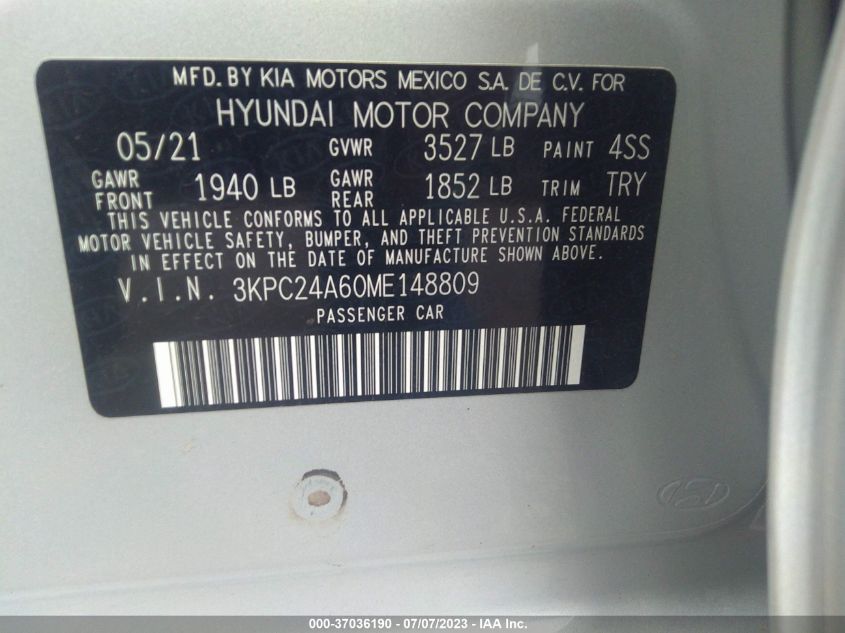 MFD. BY KIA MOTORS MEXICO S.A. DE C.V. FOR
HYUNDAI MOTOR COMPANY
05/21 GVWR 3527 LB PAINT 4SS
GAWR FRONT 1940 LB GAWR REAR 1852 LB TRIM TRY
THIS VEHICLE CONFORMS TO ALL APPLICABLE U.S.A. FEDERAL
MOTOR VEHICLE SAFETY, BUMPER, AND THEFT PREVENTION STANDARDS
IN EFFECT ON THE DATE OF MANUFACTURE SHOWN ABOVE.
V.I.N. 3KPC24A60ME148809
PASSENGER CAR
000-37036190 - 07/07/2023 - IAA Inc.